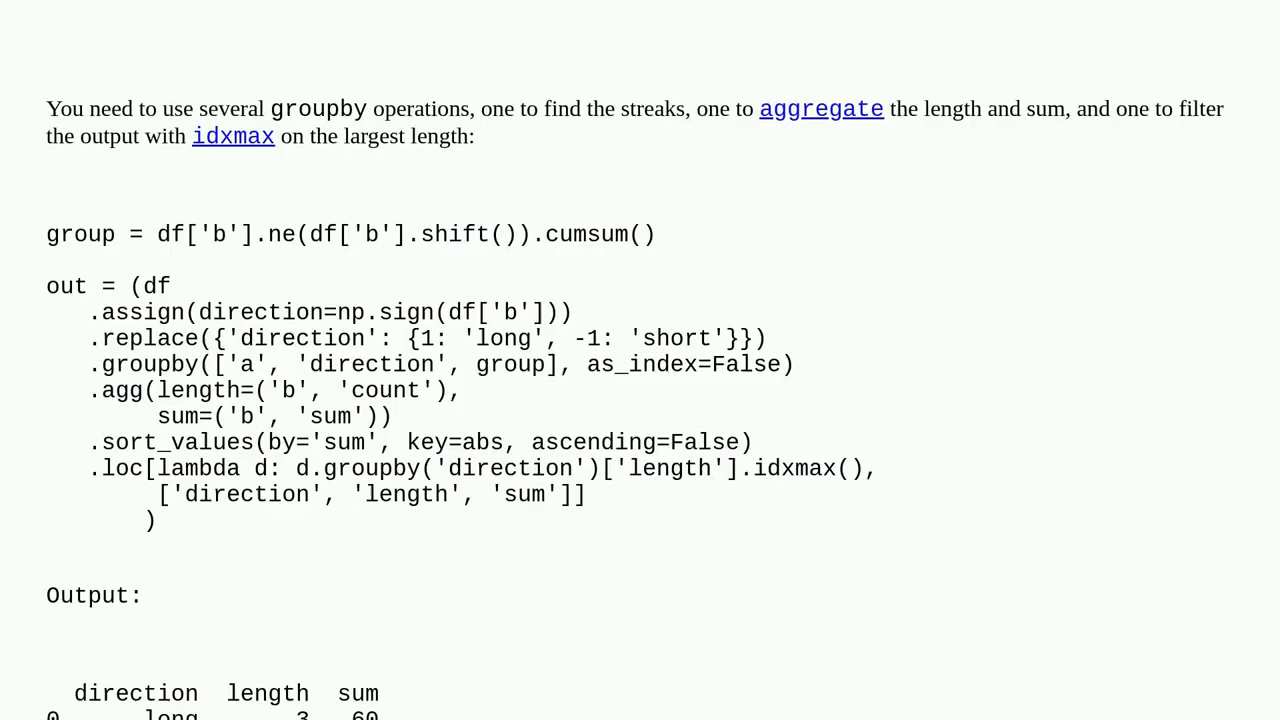 You need to use several groupby operations, one to find the streaks, one to aggregate the length and sum, and one to filter
the output with idxmax on the largest length:
group = df['b'].ne(df['b'].shift()).cumsum()
out = (df
   .assign(direction=np.sign(df['b']))
   .replace({'direction': {1: 'long', -1: 'short'}})
   .groupby(['a', 'direction', group], as_index=False)
   .agg(length=('b', 'count'),
        sum=('b', 'sum'))
   .sort_values(by='sum', key=abs, ascending=False)
   .loc[lambda d: d.groupby('direction')['length'].idxmax(),
        ['direction', 'length', 'sum']]
       )
Output:
  direction  length  sum
0      long       3   60